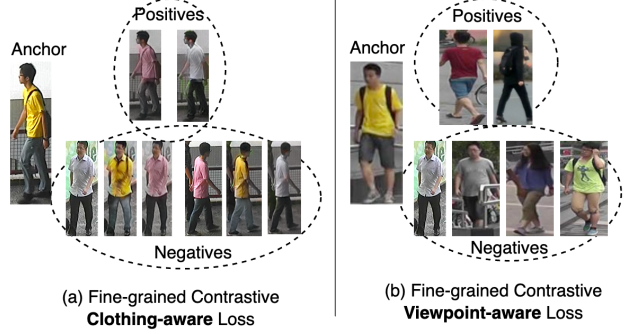 Positives
Anchor
Negatives
(a) Fine-grained Contrastive
Clothing-aware Loss
Positives
Anchor
Negatives
(b) Fine-grained Contrastive
Viewpoint-aware Loss